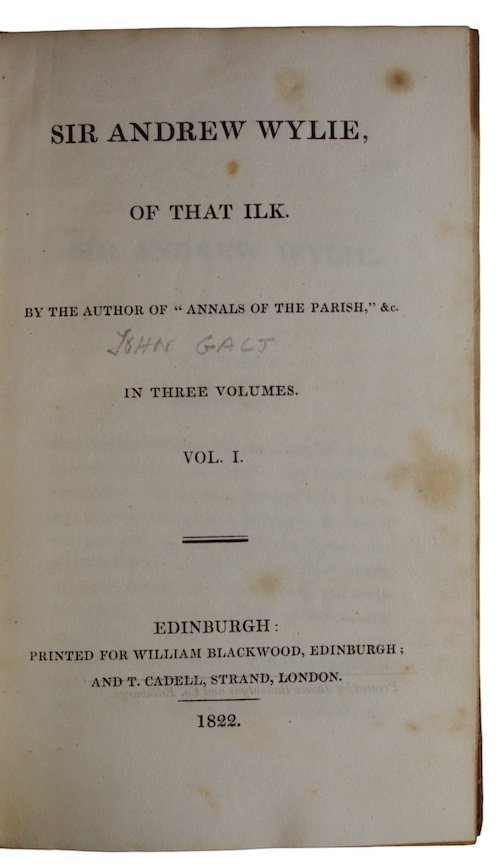 SIR ANDREW WYLIE,
OF THAT ILK.
BY THE AUTHOR OF “ ANNALS OF THE PARISH,” &c.
JOHN GALT
IN THREE VOLUMES.
VOL. I.
EDINBURGH:
PRINTED FOR WILLIAM BLACKWOOD, EDINBURGH;
AND T. CADELL, STRAND, LONDON.
1822.